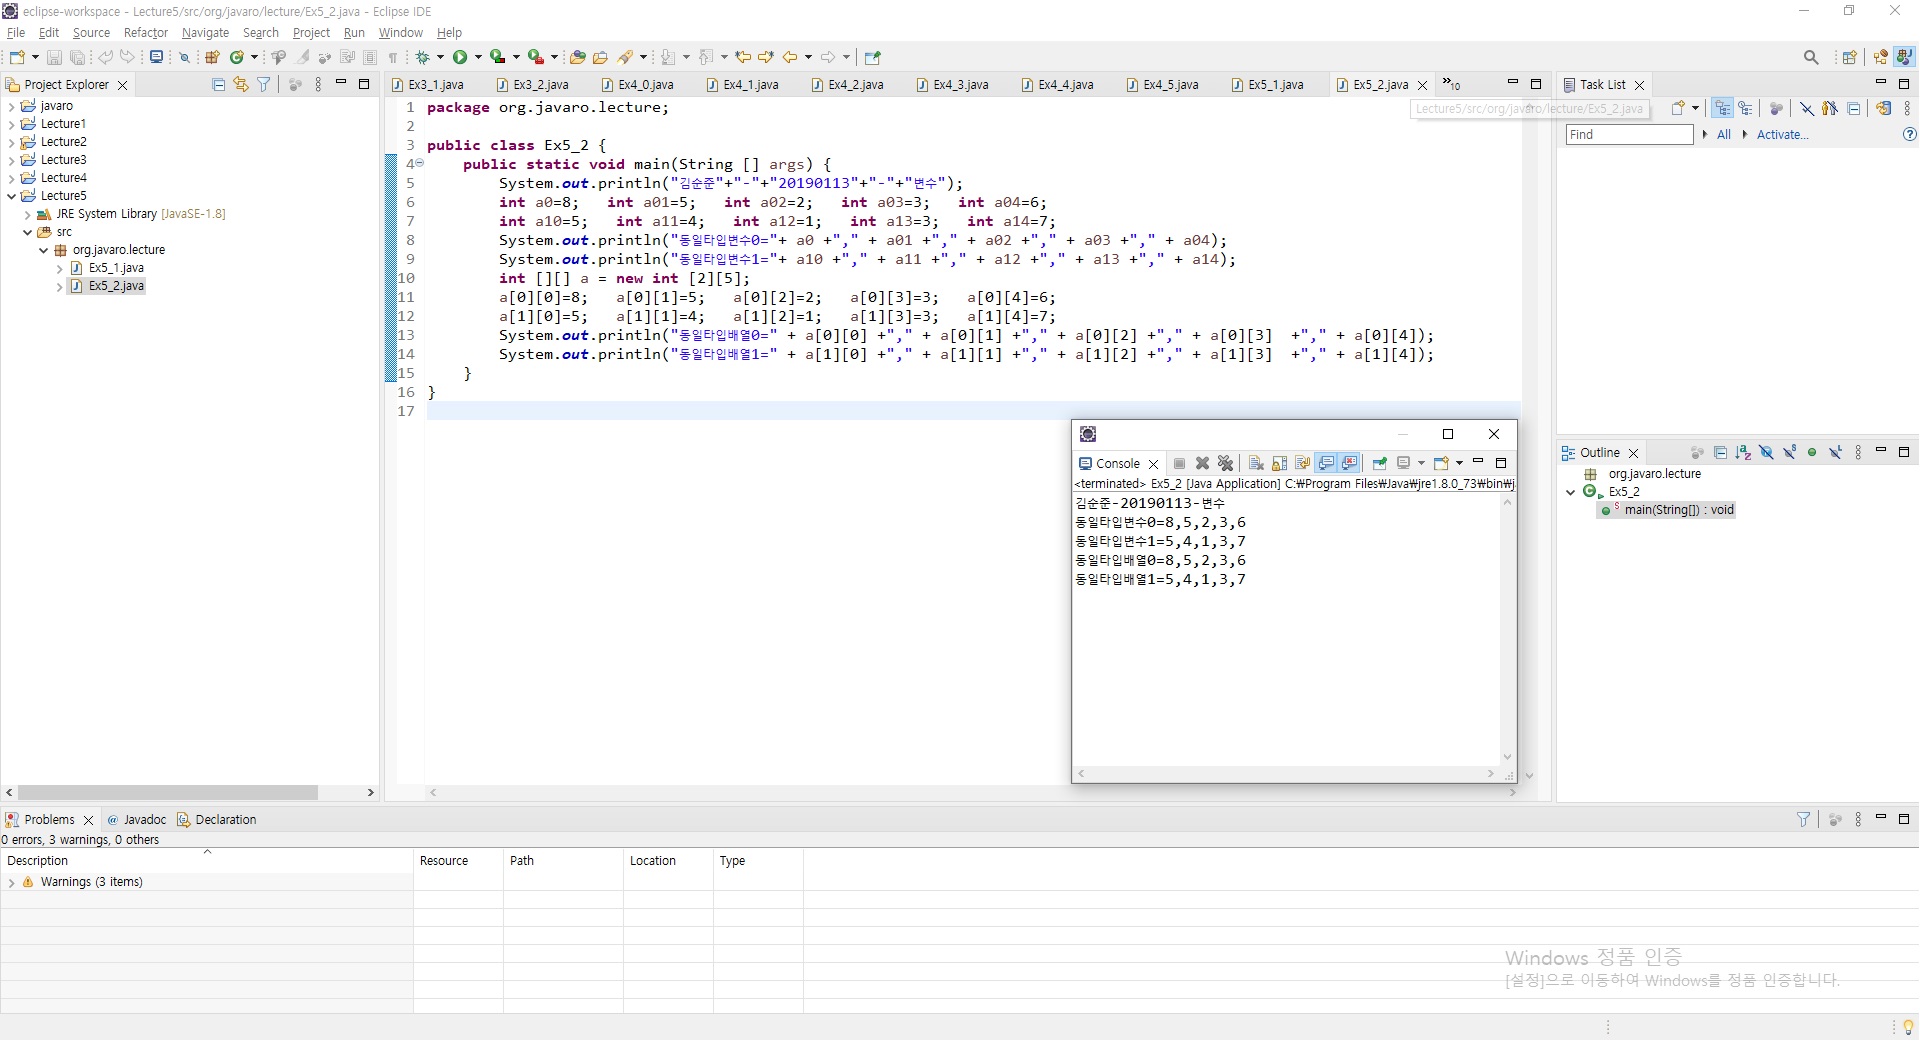 eclipse-workspace - Lecture5/src/org/javaro/lecture/Ex5_2.java - Eclipse IDE
File Edit Source Refactor Navigate Search Project Run Window Help
Project Explorer
javaro
Lecture1
Lecture2
Lecture3
Lecture4
Lecture5
JRE System Library [JavaSE-1.8]
src
org.javaro.lecture
Ex5_1.java
Ex5_2.java
Ex3_1.java Ex3_2.java Ex4_0.java Ex4_1.java Ex4_2.java Ex4_3.java Ex4_4.java Ex4_5.java Ex5_1.java Ex5_2.java »10
Lecture5/src/org/javaro/lecture/Ex5_2.java
1 package org.javaro.lecture;
2
3 public class Ex5_2 {
4 public static void main(String [] args) {
5 System.out.println("김순준"+"-"+"20190113"+"-"+"변수");
6 int a0=8; int a01=5; int a02=2; int a03=3; int a04=6;
7 int a10=5; int a11=4; int a12=1; int a13=3; int a14=7;
8 System.out.println("동일타입변수0="+ a0 +"," + a01 +"," + a02 +"," + a03 +"," + a04);
9 System.out.println("동일타입변수1="+ a10 +"," + a11 +"," + a12 +"," + a13 +"," + a14);
10 int [][] a = new int [2][5];
11 a[0][0]=8; a[0][1]=5; a[0][2]=2; a[0][3]=3; a[0][4]=6;
12 a[1][0]=5; a[1][1]=4; a[1][2]=1; a[1][3]=3; a[1][4]=7;
13 System.out.println("동일타입배열0=" + a[0][0] +"," + a[0][1] +"," + a[0][2] +"," + a[0][3] +"," + a[0][4]);
14 System.out.println("동일타입배열1=" + a[1][0] +"," + a[1][1] +"," + a[1][2] +"," + a[1][3] +"," + a[1][4]);
15 }
16 }
17
Console
<terminated> Ex5_2 [Java Application] C:₩Program Files₩Java₩jre1.8.0_73₩bin₩j
김순준-20190113-변수
동일타입변수0=8,5,2,3,6
동일타입변수1=5,4,1,3,7
동일타입배열0=8,5,2,3,6
동일타입배열1=5,4,1,3,7
Task List
Find All Activate...
Outline
org.javaro.lecture
Ex5_2
main(String[]) : void
Problems @ Javadoc Declaration
0 errors, 3 warnings, 0 others
Description Resource Path Location Type
Warnings (3 items)
Windows 정품 인증
[설정]으로 이동하여 Windows를 정품 인증합니다.